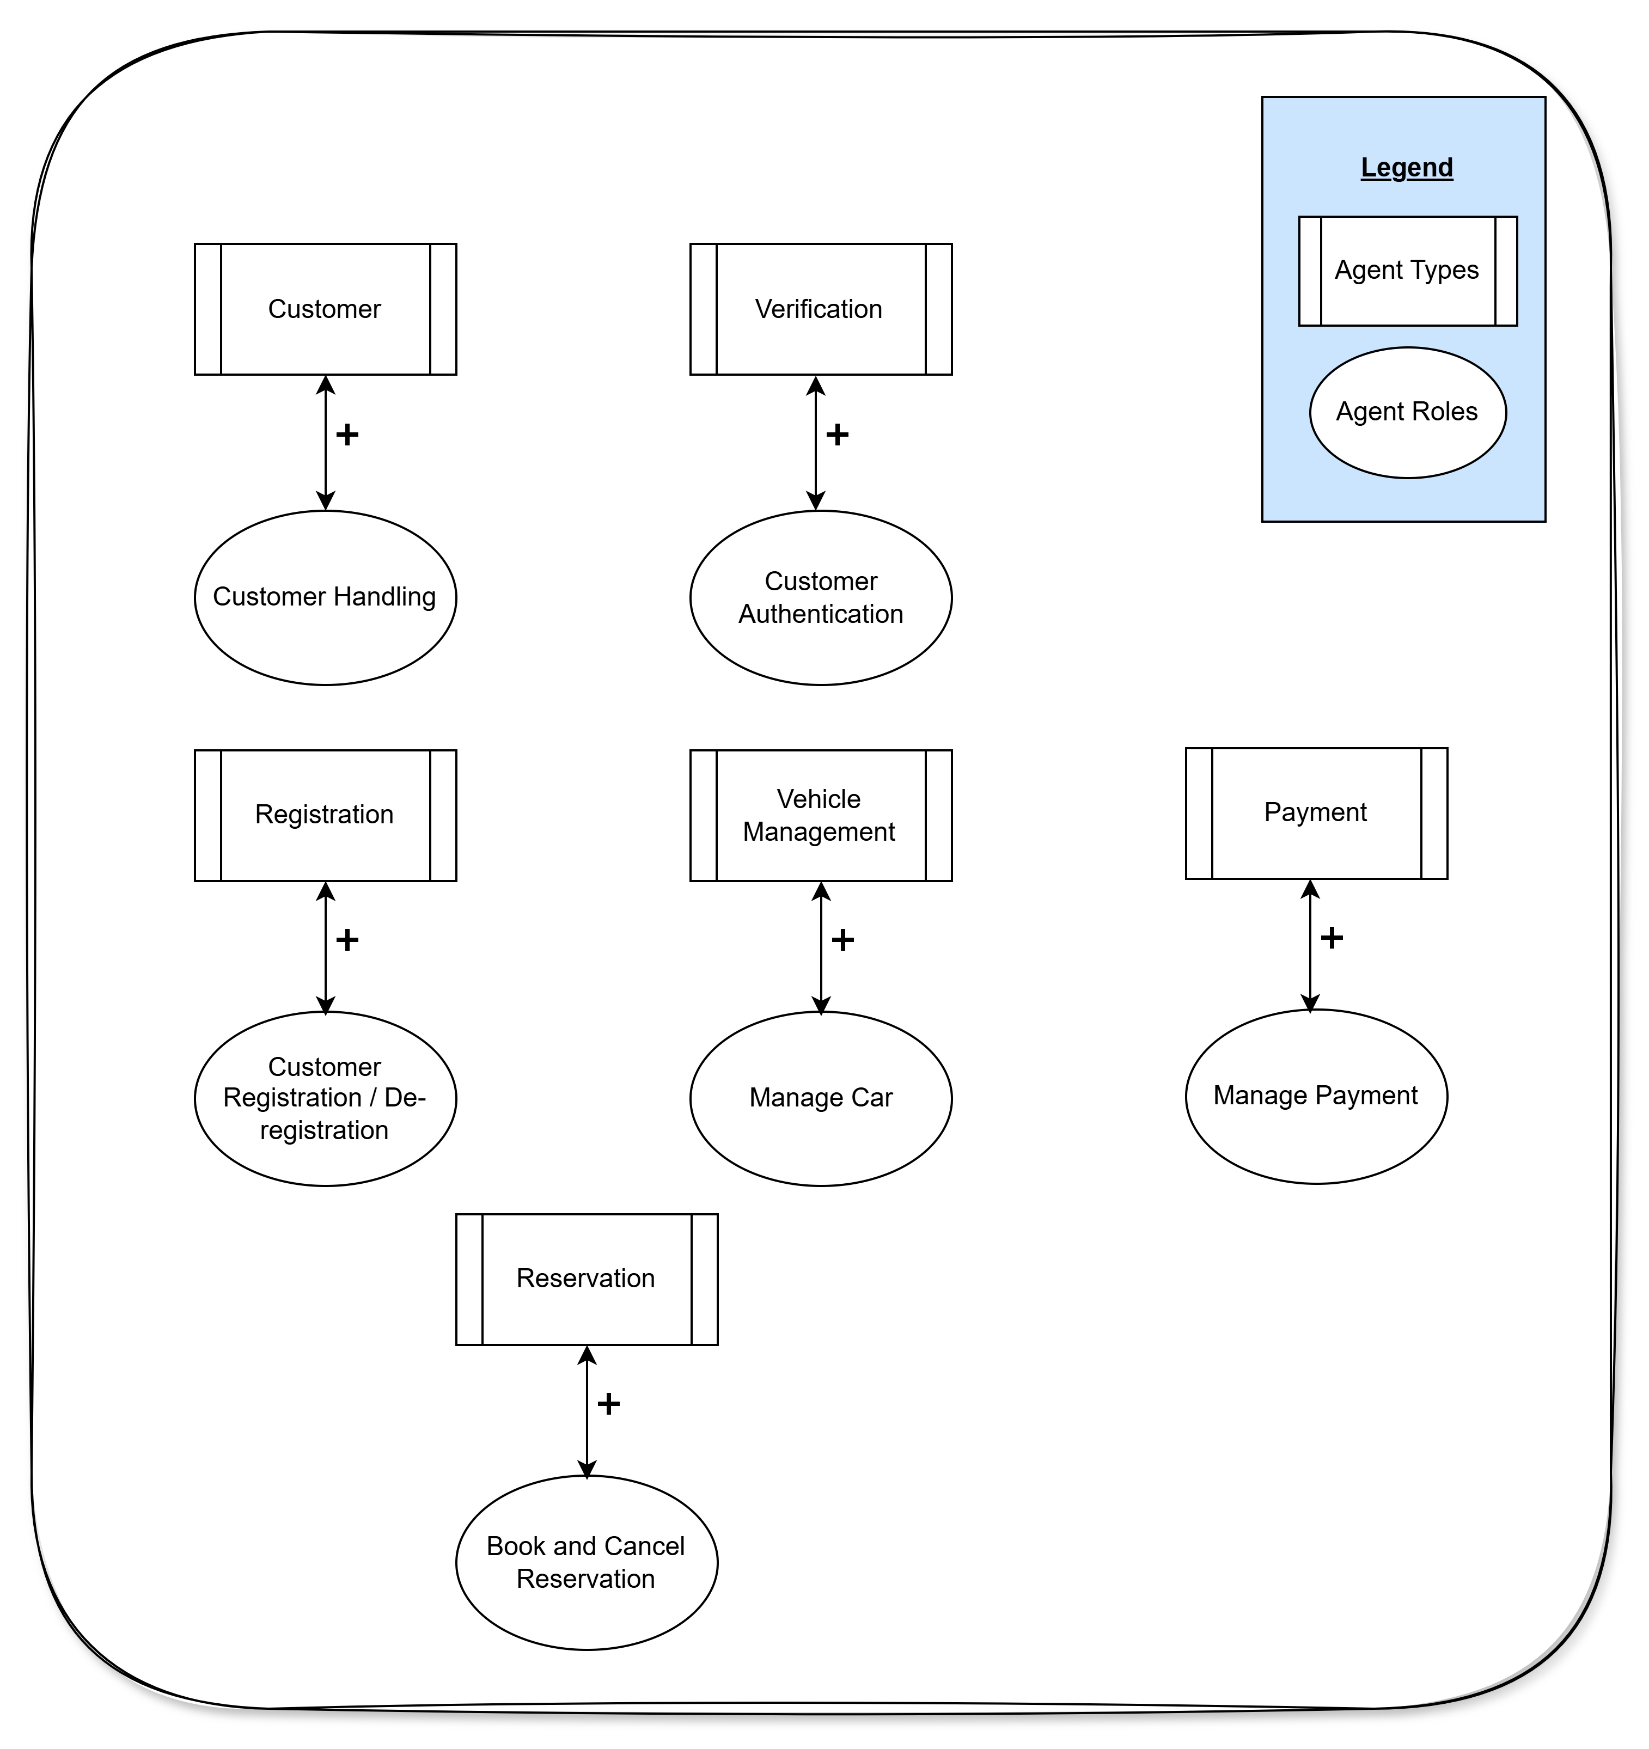 Legend
Agent Types
Agent Roles
Customer
+
Customer Handling
Verification
+
Customer
Authentication
Registration
+
Customer
Registration / De-
registration
Vehicle
Management
+
Manage Car
Payment
+
Manage Payment
Reservation
+
Book and Cancel
Reservation